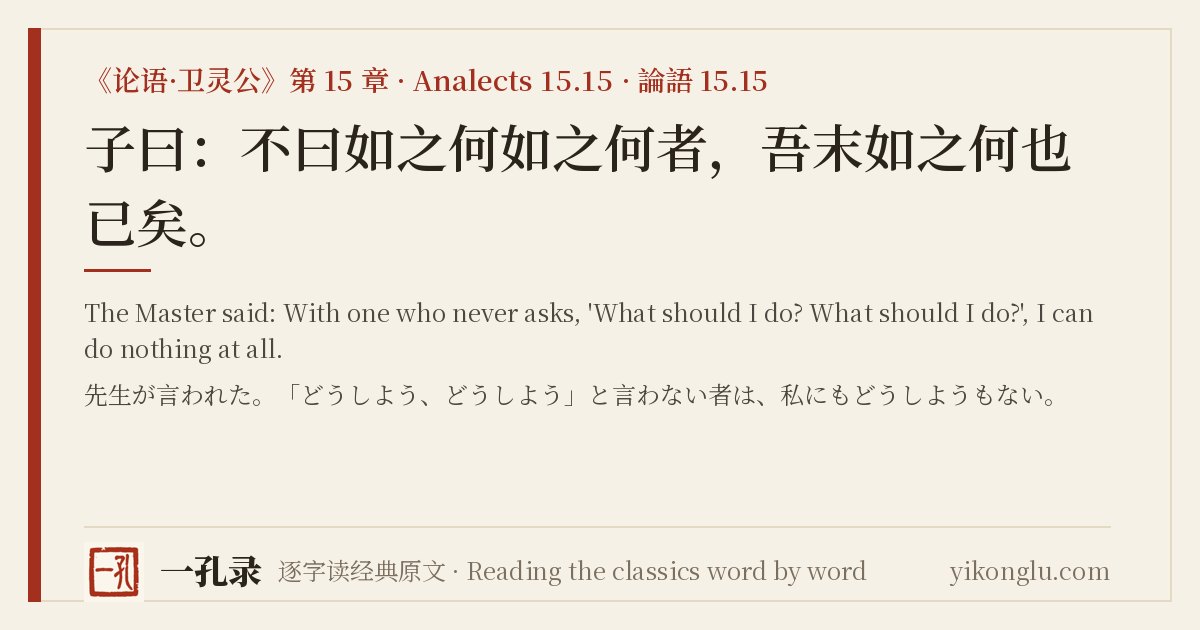 《论语·卫灵公》第 15 章 · Analects 15.15 · 論語 15.15
子曰：不曰如之何如之何者，吾末如之何也
已矣。
The Master said: With one who never asks, 'What should I do? What should I do?', I can
do nothing at all.
先生が言われた。「どうしよう、どうしよう」と言わない者は、私にもどうしようもない。
一孔
一孔录 逐字读经典原文 · Reading the classics word by word yikonglu.com